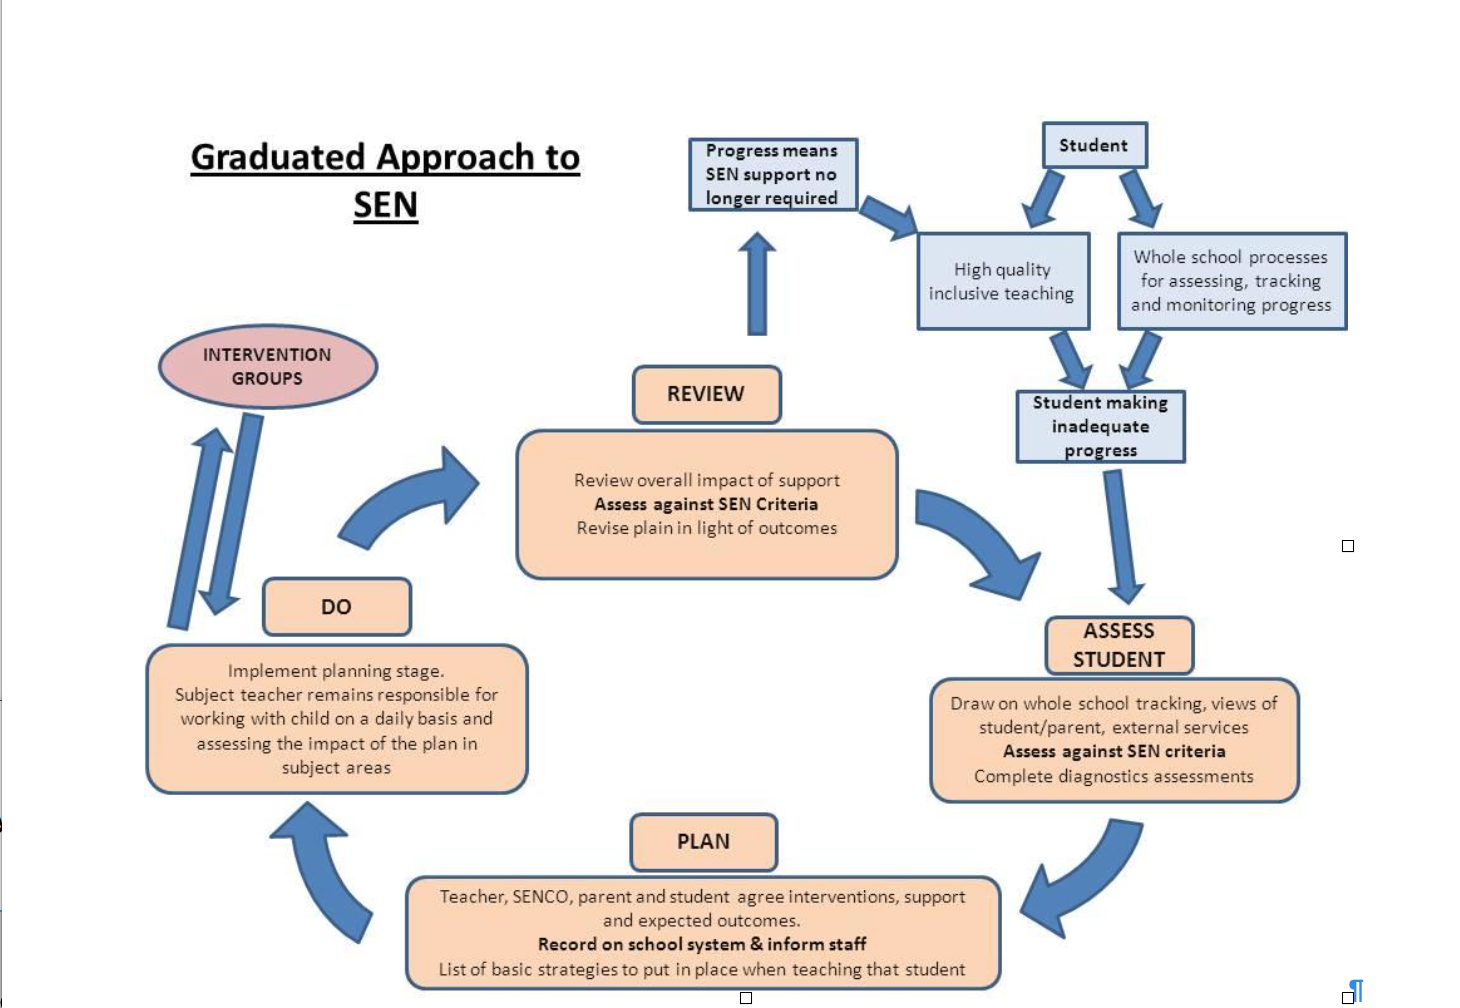 Graduated Approach to
SEN
Progress means
SEN support no
longer required
Student
High quality
inclusive teaching
Whole school processes
for assessing, tracking
and monitoring progress
Student making
inadequate
progress
INTERVENTION
GROUPS
REVIEW
Review overall impact of support
Assess against SEN Criteria
Revise plain in light of outcomes
DO
Implement planning stage.
Subject teacher remains responsible for
working with child on a daily basis and
assessing the impact of the plan in
subject areas
ASSESS
STUDENT
Draw on whole school tracking, views of
student/parent, external services
Assess against SEN criteria
Complete diagnostics assessments
PLAN
Teacher, SENCO, parent and student agree interventions, support
and expected outcomes.
Record on school system & inform staff
List of basic strategies to put in place when teaching that student
¶